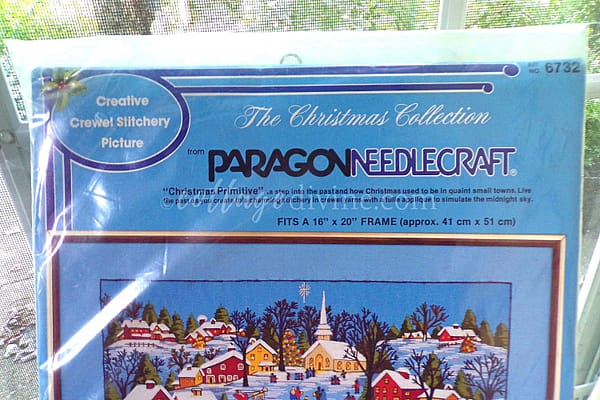 Creative
Crewel Stitchery
Picture
KIT
NO. 6732
The Christmas Collection
from PARAGON NEEDLECRAFT®
"Christmas Primitive" ..a step into the past and how Christmas used to be in quaint small towns. Live
the past as you create this charming stitchery in crewel yarns with a tulle applique to simulate the midnight sky.
FITS A 16" x 20" FRAME (approx. 41 cm x 51 cm)